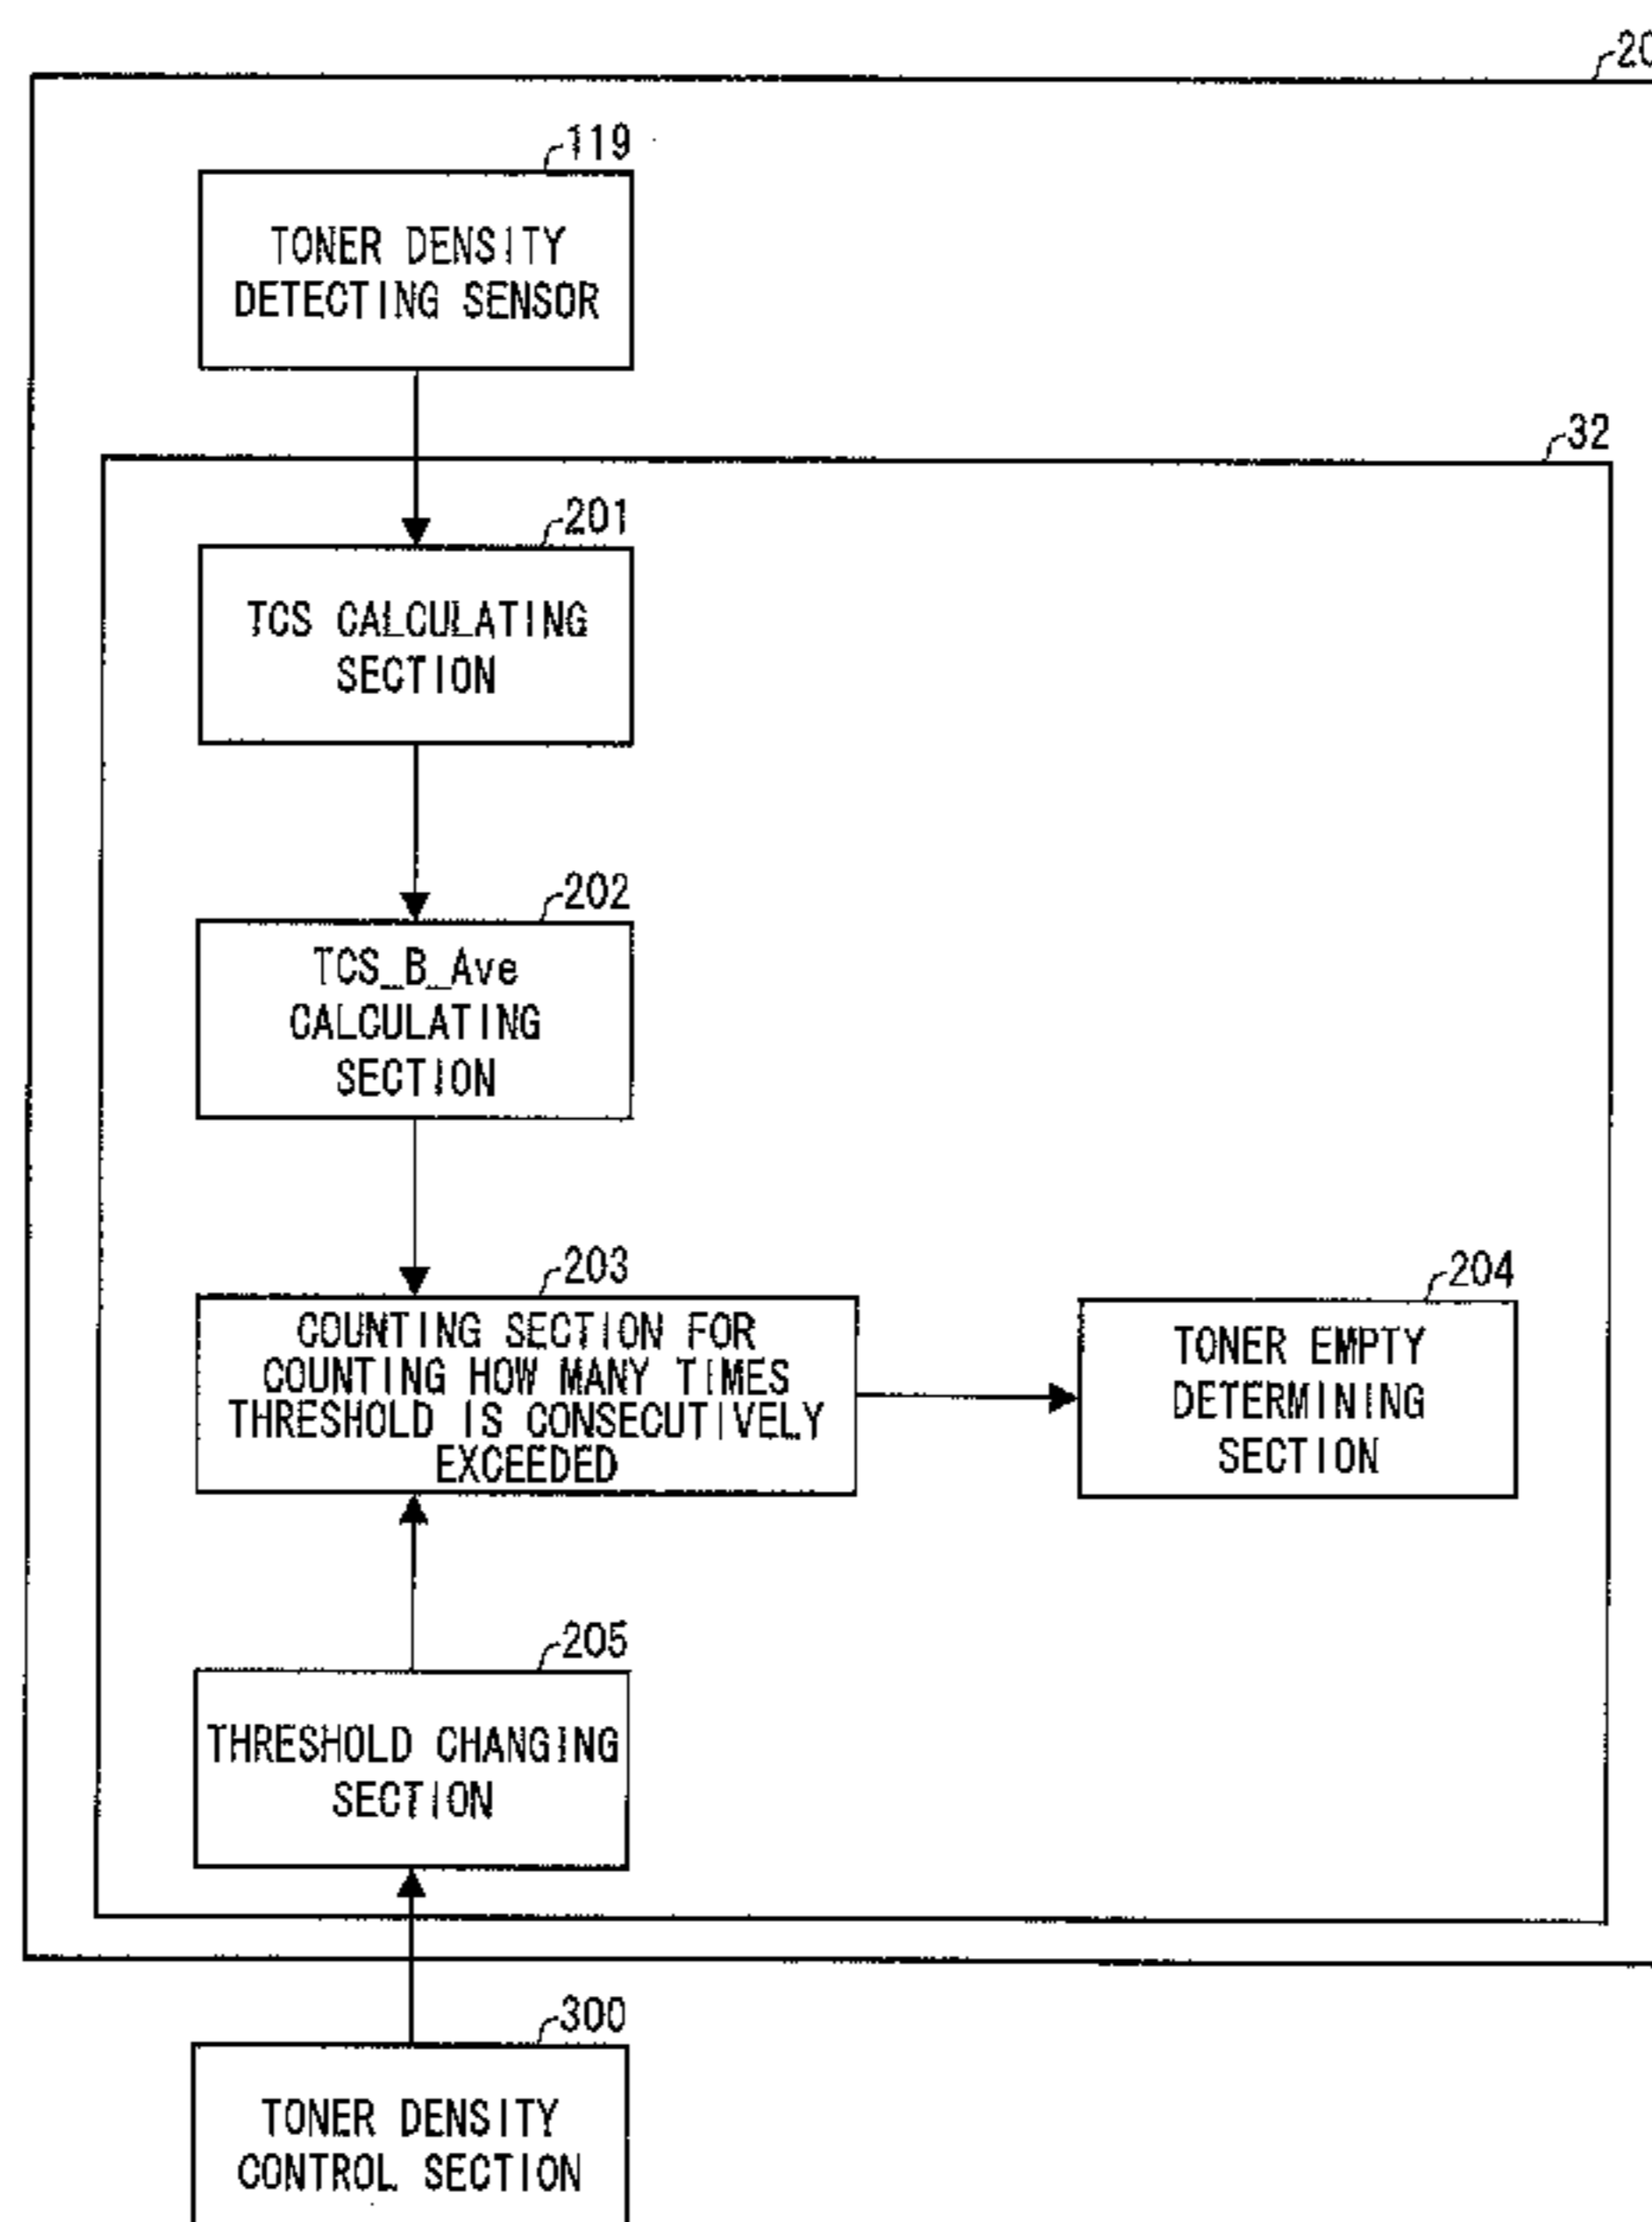 20
119
TONER DENSITY
DETECTING SENSOR
32
201
TCS CALCULATING
SECTION
202
TCS_B_Ave
CALCULATING
SECTION
203
COUNTING SECTION FOR
COUNTING HOW MANY TIMES
THRESHOLD IS CONSECUTIVELY
EXCEEDED
204
TONER EMPTY
DETERMINING
SECTION
205
THRESHOLD CHANGING
SECTION
300
TONER DENSITY
CONTROL SECTION